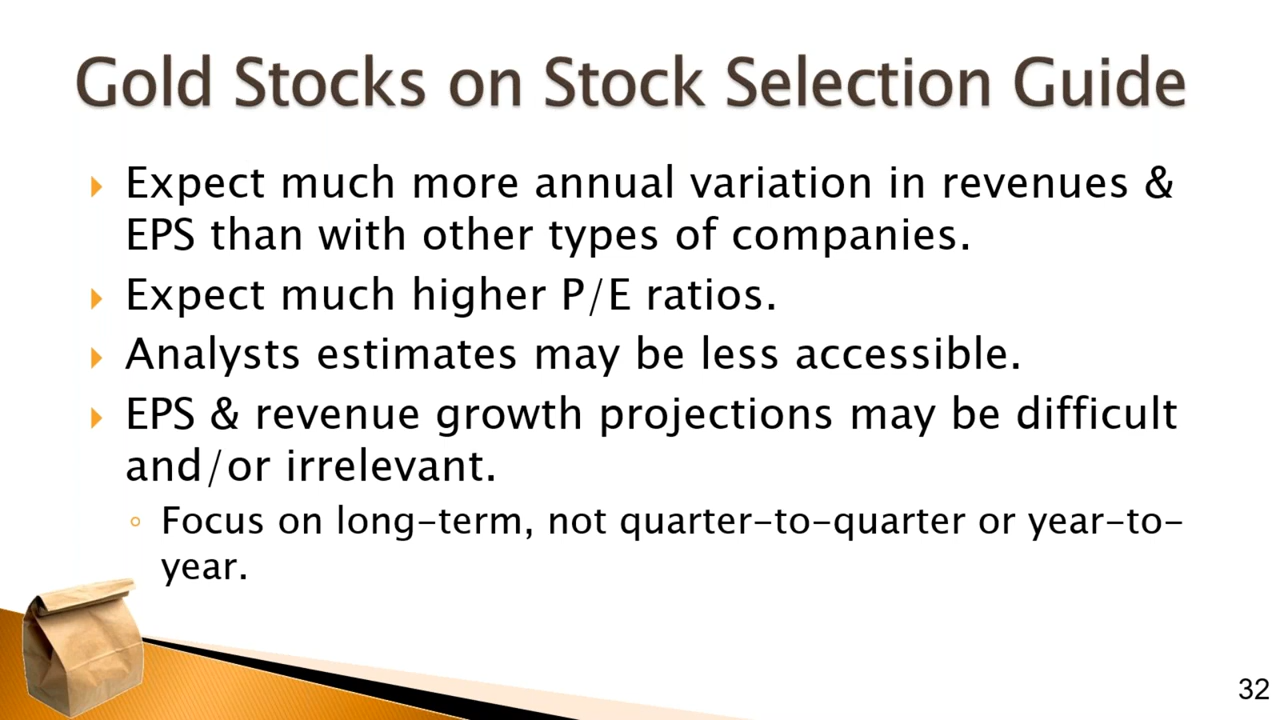 Gold Stocks on Stock Selection Guide
Expect much more annual variation in revenues &
EPS than with other types of companies.
Expect much higher P/E ratios.
Analysts estimates may be less accessible.
EPS & revenue growth projections may be difficult
and/or irrelevant.
Focus on long-term, not quarter-to-quarter or year-to-
year.
32